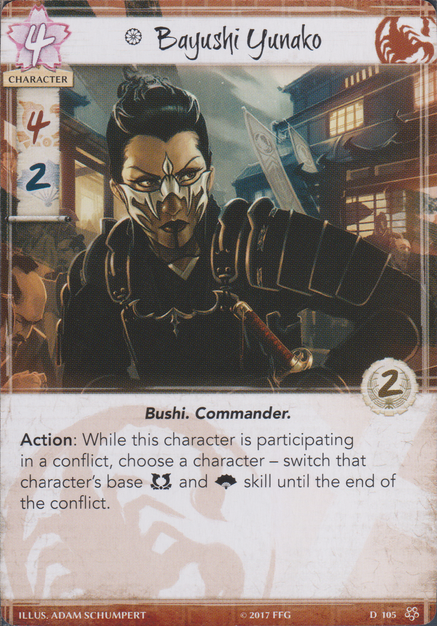 4
Bayushi Yunako
CHARACTER
4
2
2
Bushi. Commander.
Action: While this character is participating
in a conflict, choose a character – switch that
character's base and skill until the end of
the conflict.
ILLUS. ADAM SCHUMPERT © 2017 FFG D 105